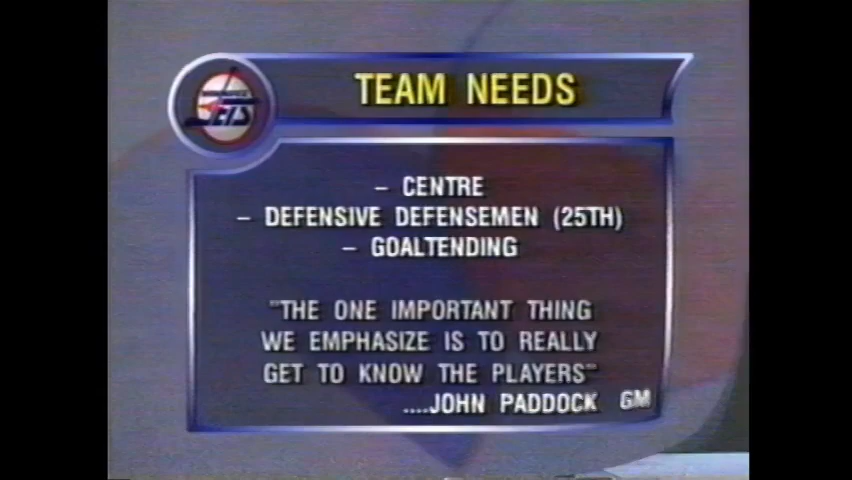 JETS
TEAM NEEDS
– CENTRE
– DEFENSIVE DEFENSEMEN (25TH)
– GOALTENDING
"THE ONE IMPORTANT THING
WE EMPHASIZE IS TO REALLY
GET TO KNOW THE PLAYERS"
....JOHN PADDOCK GM